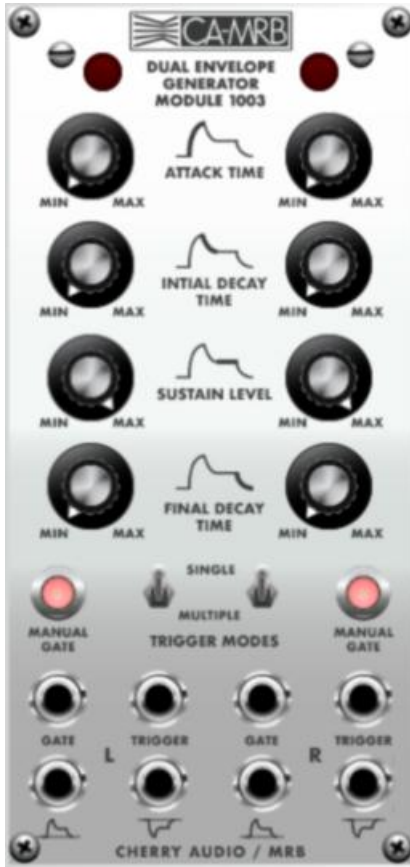 CA-MRB
DUAL ENVELOPE
GENERATOR
MODULE 1003
ATTACK TIME
MIN MAX MIN MAX
INTIAL DECAY
TIME
MIN MAX MIN MAX
SUSTAIN LEVEL
MIN MAX MIN MAX
FINAL DECAY
TIME
MIN MAX MIN MAX
SINGLE
MULTIPLE
MANUAL
GATE
TRIGGER MODES
MANUAL
GATE
GATE TRIGGER GATE TRIGGER
L R
CHERRY AUDIO / MRB